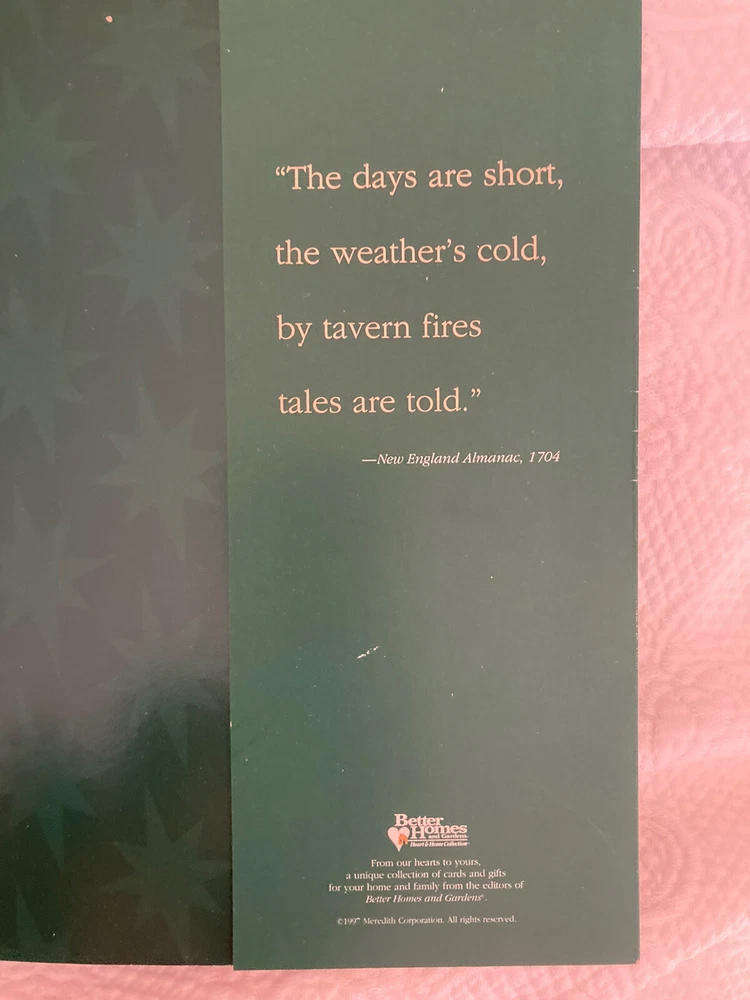 “The days are short,
the weather’s cold,
by tavern fires
tales are told.”
—New England Almanac, 1704
Better
Homes
and Gardens
Heart & Home Collection
From our hearts to yours,
a unique collection of cards and gifts
for your home and family from the editors of
Better Homes and Gardens®.
©1997 Meredith Corporation. All rights reserved.